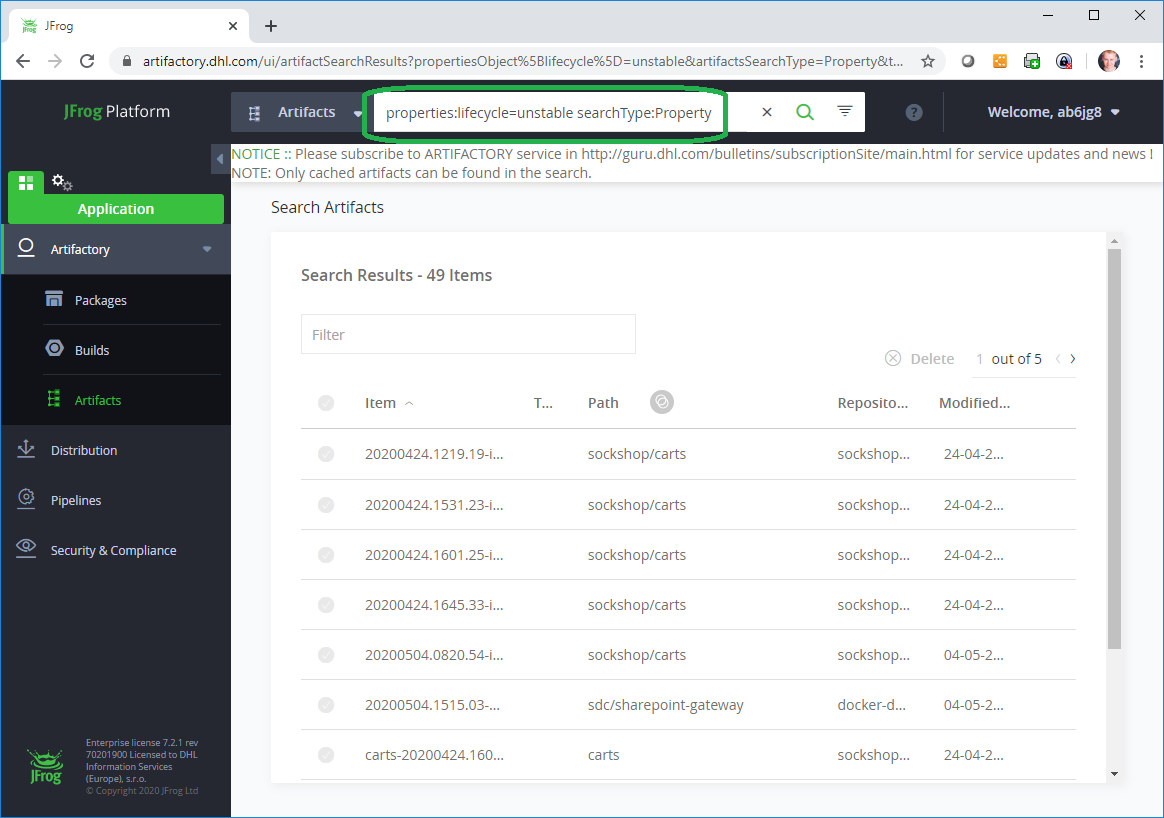 JFrog
artifactory.dhl.com/ui/artifactSearchResults?propertiesObject%5Blifecycle%5D=unstable&artifactsSearchType=Property&t...
JFrog Platform
Artifacts
properties:lifecycle=unstable searchType:Property
?
Welcome, ab6jg8
NOTICE :: Please subscribe to ARTIFACTORY service in http://guru.dhl.com/bulletins/subscriptionSite/main.html for service updates and news !
NOTE: Only cached artifacts can be found in the search.
Application
Artifactory
Packages
Builds
Artifacts
Distribution
Pipelines
Security & Compliance
Search Artifacts
Search Results - 49 Items
Filter
Delete 1 out of 5
Item T... Path Reposito... Modified...
20200424.1219.19-i... sockshop/carts sockshop... 24-04-2...
20200424.1531.23-i... sockshop/carts sockshop... 24-04-2...
20200424.1601.25-i... sockshop/carts sockshop... 24-04-2...
20200424.1645.33-i... sockshop/carts sockshop... 24-04-2...
20200504.0820.54-i... sockshop/carts sockshop... 04-05-2...
20200504.1515.03-... sdc/sharepoint-gateway docker-d... 04-05-2...
carts-20200424.160... carts sockshop... 24-04-2...
JFrog
Enterprise license 7.2.1 rev
70201900 Licensed to DHL
Information Services
(Europe), s.r.o.
© Copyright 2020 JFrog Ltd